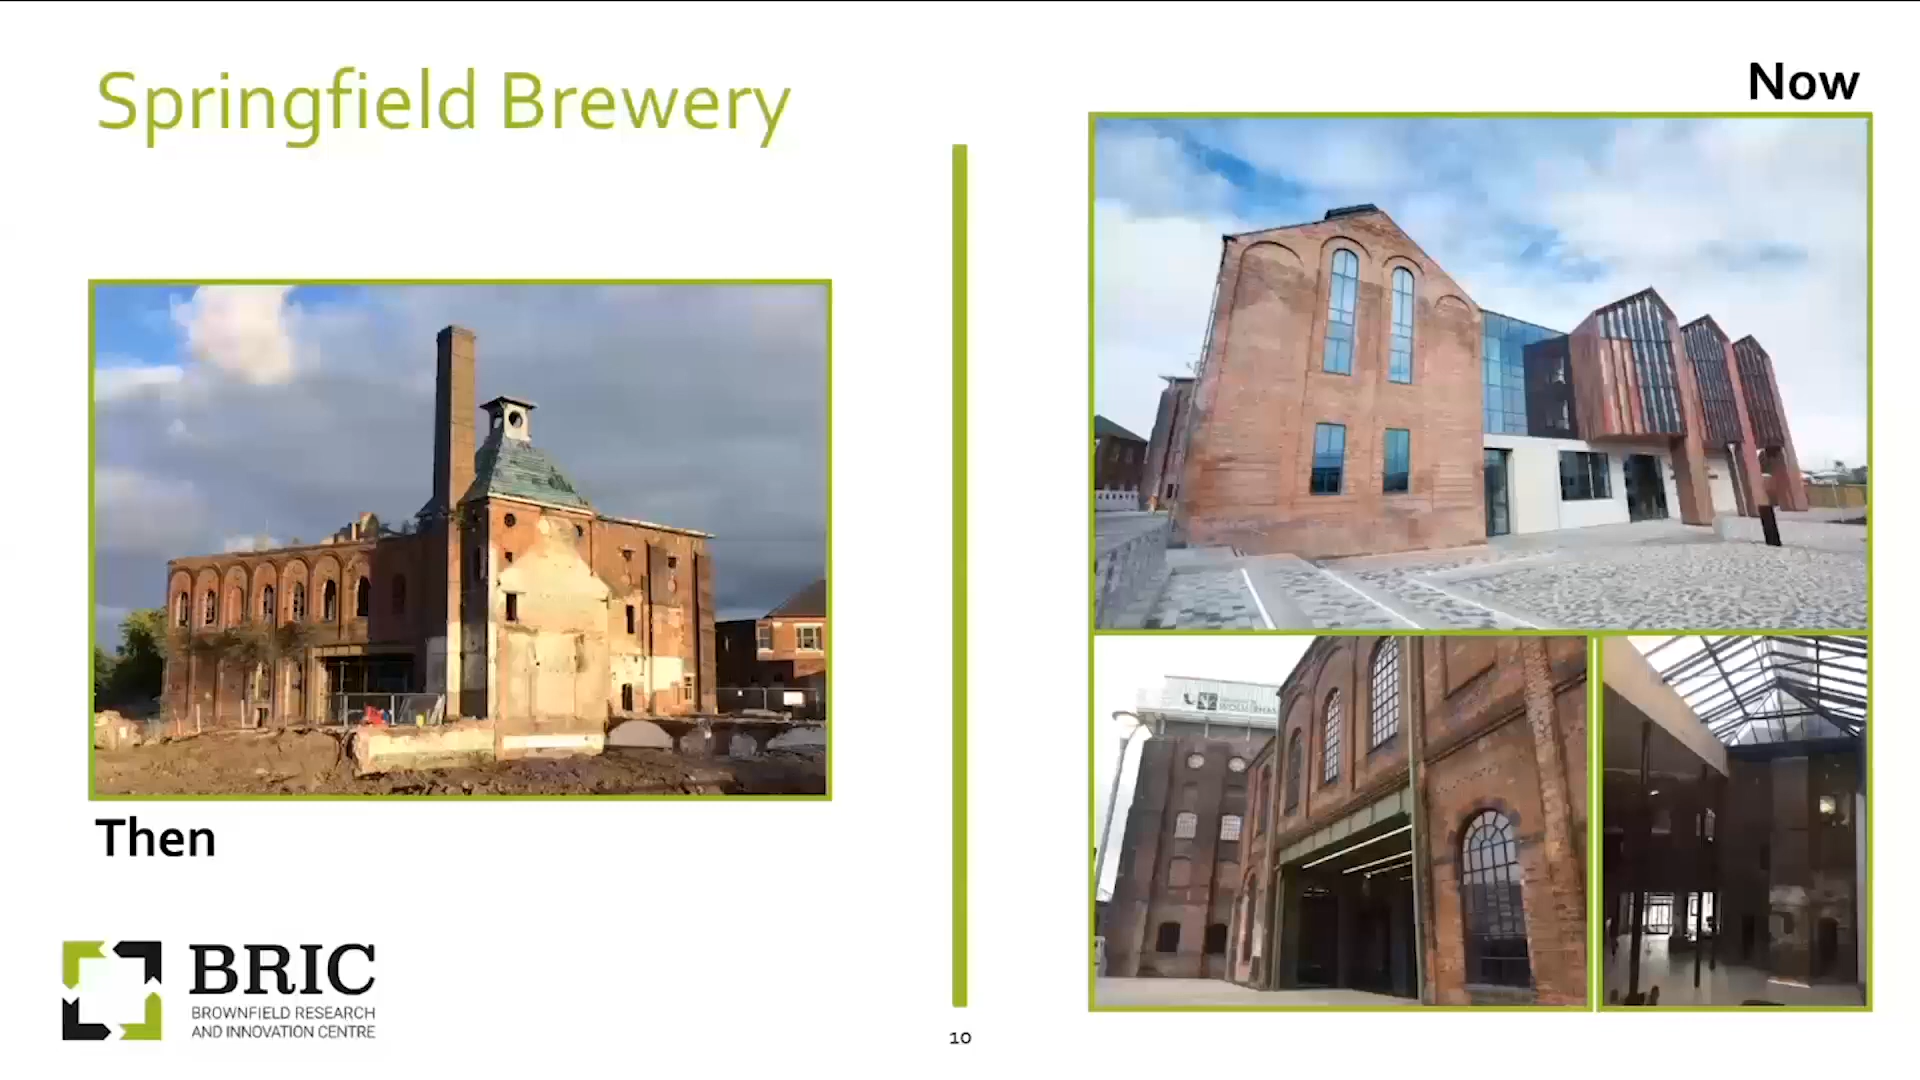 Springfield Brewery
Now
Then
BRIC
BROWNFIELD RESEARCH
AND INNOVATION CENTRE
10